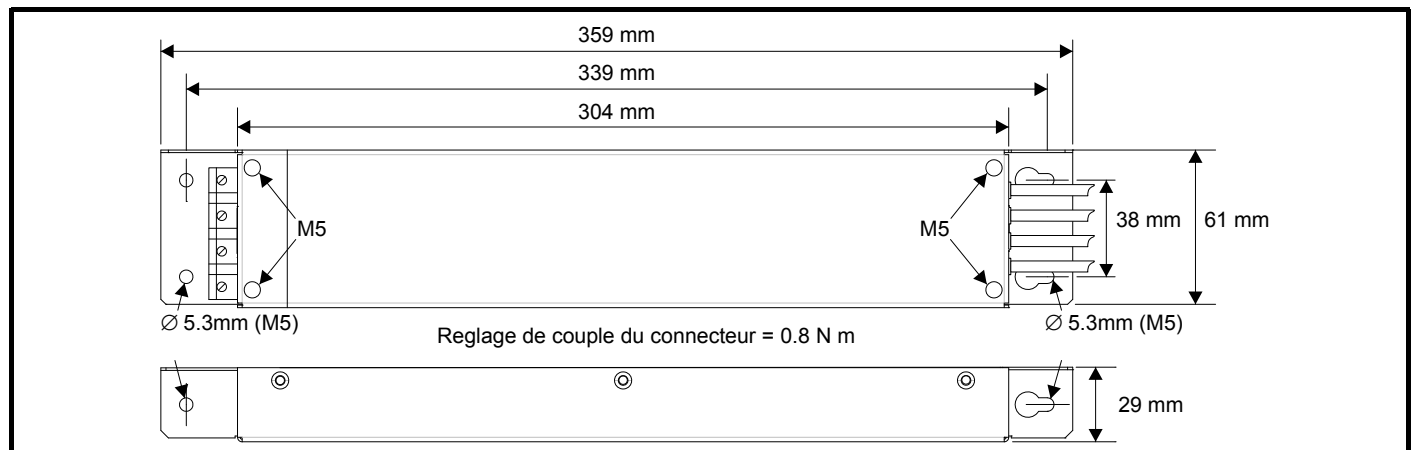 359 mm
339 mm
304 mm
M5
M5
38 mm
61 mm
∅ 5.3mm (M5)
∅ 5.3mm (M5)
Reglage de couple du connecteur = 0.8 N m
29 mm